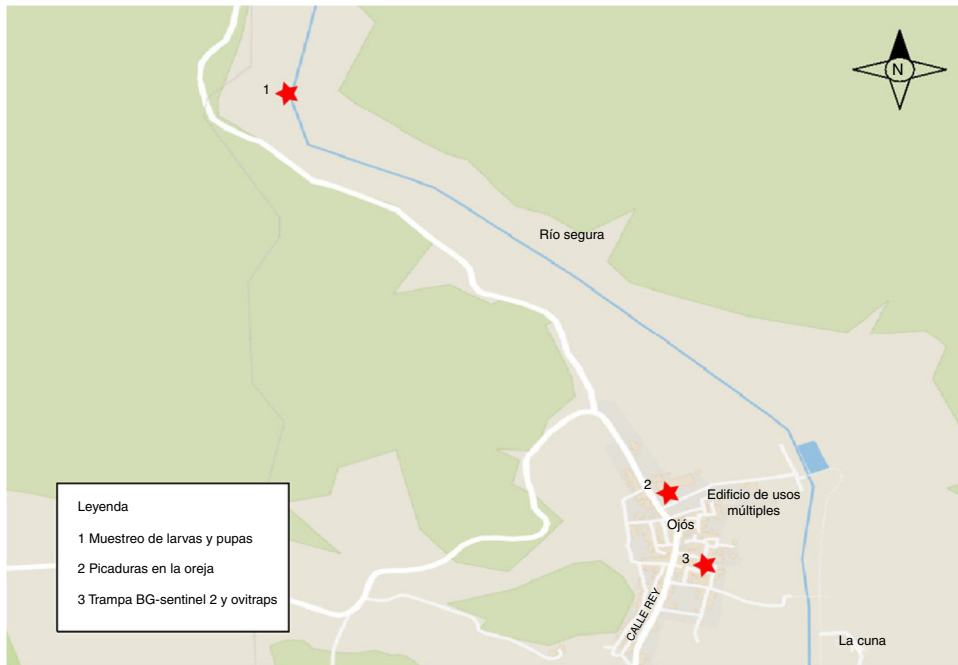 N
1
Río segura
2
Edificio de usos
múltiples
Ojós
3
CALLE REY
La cuna
Leyenda
1 Muestreo de larvas y pupas
2 Picaduras en la oreja
3 Trampa BG-sentinel 2 y ovitraps